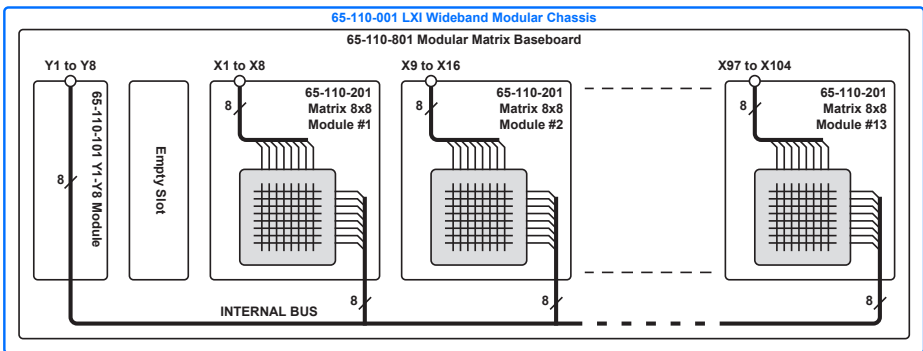 65-110-001 LXI Wideband Modular Chassis
65-110-801 Modular Matrix Baseboard
Y1 to Y8
X1 to X8
X9 to X16
X97 to X104
65-110-101 Y1-Y8 Module
8
Empty Slot
65-110-201
Matrix 8x8
Module #1
8
8
65-110-201
Matrix 8x8
Module #2
8
8
65-110-201
Matrix 8x8
Module #13
8
8
INTERNAL BUS